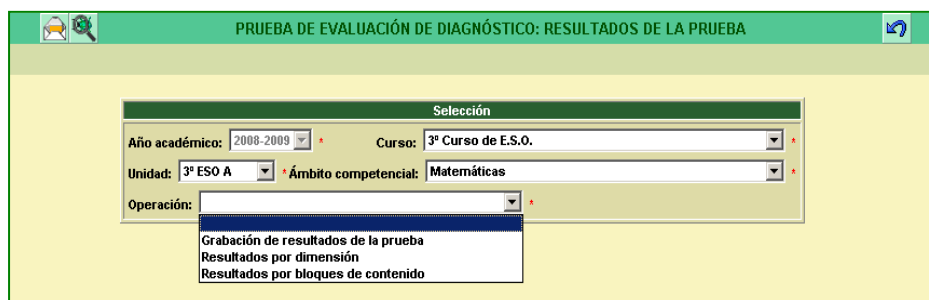 PRUEBA DE EVALUACIÓN DE DIAGNÓSTICO: RESULTADOS DE LA PRUEBA
Selección
Año académico: 2008-2009 * Curso: 3º Curso de E.S.O. *
Unidad: 3º ESO A * Ámbito competencial: Matemáticas *
Operación: *
Grabación de resultados de la prueba
Resultados por dimensión
Resultados por bloques de contenido